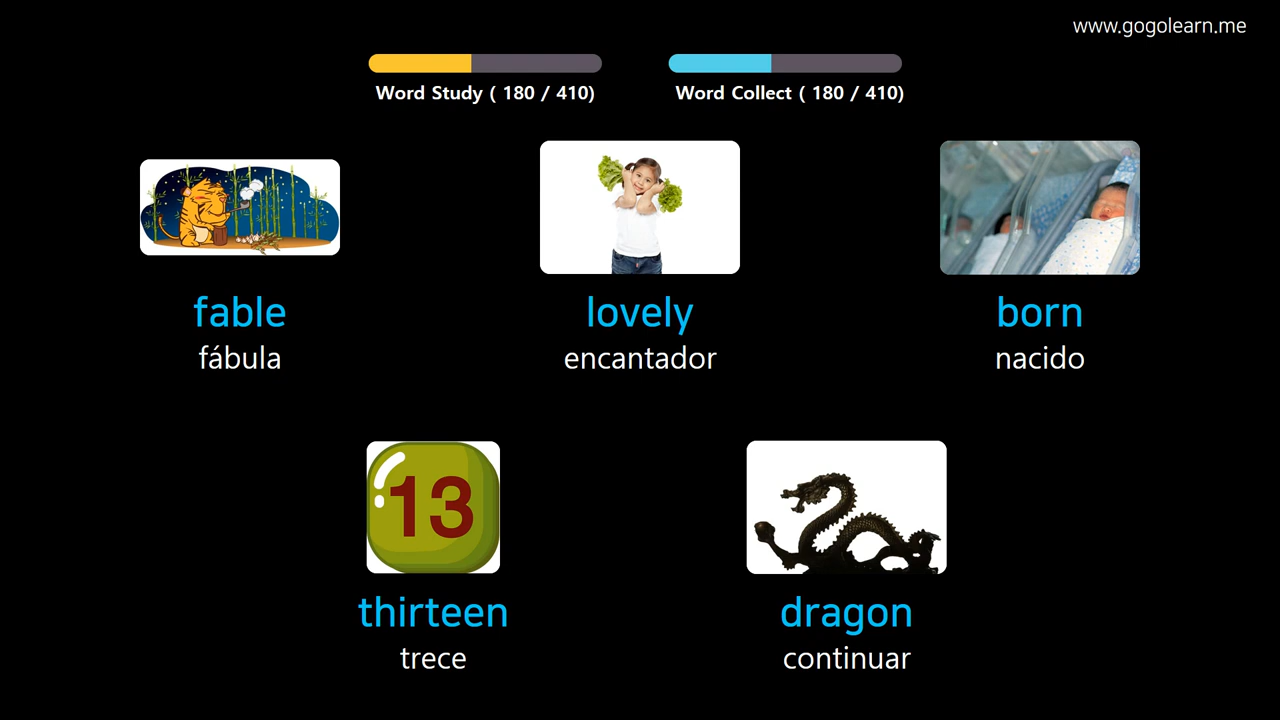 www.gogolearn.me
Word Study ( 180 / 410)
Word Collect ( 180 / 410)
fable
fábula
lovely
encantador
born
nacido
13
thirteen
trece
dragon
continuar